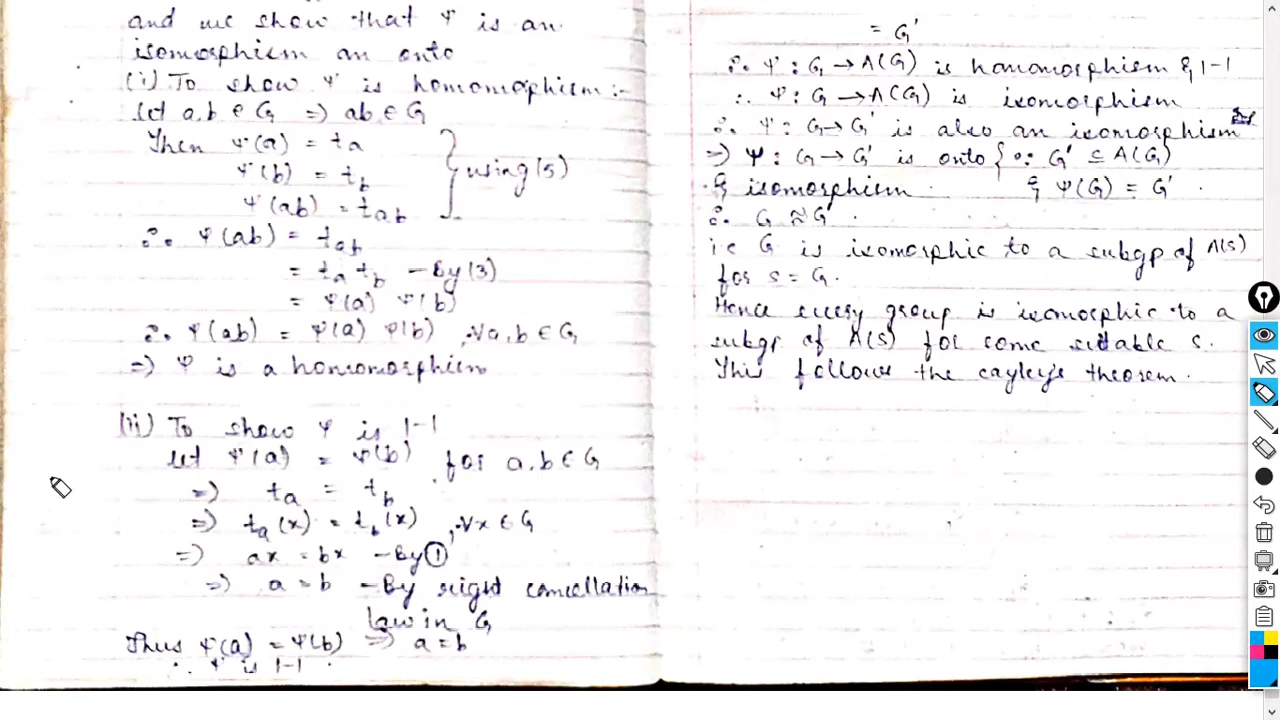 and we show that Ψ is an
isomorphism an onto
(i) To show Ψ is homomorphism :-
Let a, b ∈ G ⇒ ab ∈ G
Then Ψ(a) = ta
Ψ(b) = tb
Ψ(ab) = tab
} using (5)
∴ Ψ(ab) = tab
= ta tb - By (3)
= Ψ(a) Ψ(b)
∴ Ψ(ab) = Ψ(a) Ψ(b) , ∀ a, b ∈ G
⇒ Ψ is a homomorphism
(ii) To show Ψ is 1-1
Let Ψ(a) = Ψ(b) for a, b ∈ G
⇒ ta = tb
⇒ ta(x) = tb(x) , ∀x ∈ G
⇒ ax = bx - By ①
⇒ a = b - By right cancellation
law in G
Thus Ψ(a) = Ψ(b) ⇒ a = b
∴ Ψ is 1-1
= G'
∴ Ψ : G → A(G) is homomorphism & 1-1
∴ Ψ : G → A(G) is isomorphism
∴ Ψ : G → G' is also an isomorphism
⇒ Ψ : G → G' is onto { ∵ G' ⊆ A(G)
& isomorphism . & Ψ(G) = G' .
∴ G ≈ G' .
ie G is isomorphic to a subgp of A(S)
for s = G.
Hence every group is isomorphic to a
subgp of A(S) for some suitable S.
This follows the cayley's theorem.